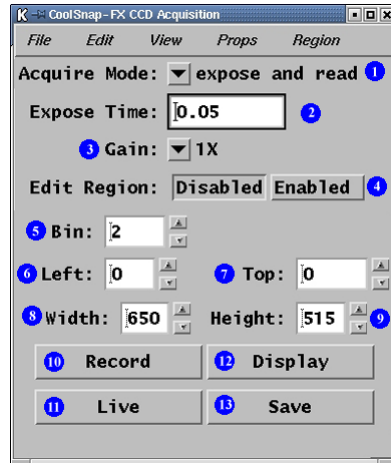 K CoolSnap-FX CCD Acquisition
File Edit View Props Region
Acquire Mode: expose and read 1
Expose Time: 0.05 2
3 Gain: 1X
Edit Region: Disabled Enabled 4
5 Bin: 2
6 Left: 0 7 Top: 0
8 Width: 650 Height: 515 9
10 Record 12 Display
11 Live 13 Save